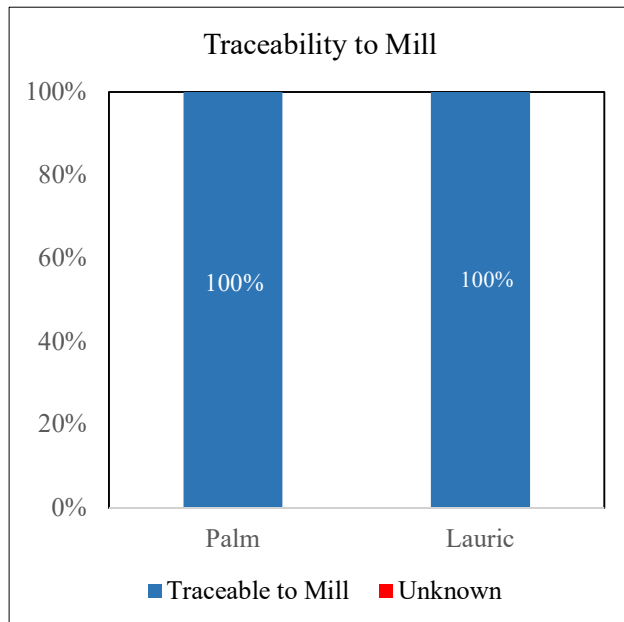 Traceability to Mill
100%
80%
60%
100%
100%
40%
20%
0%
Palm
Lauric
Traceable to Mill
Unknown